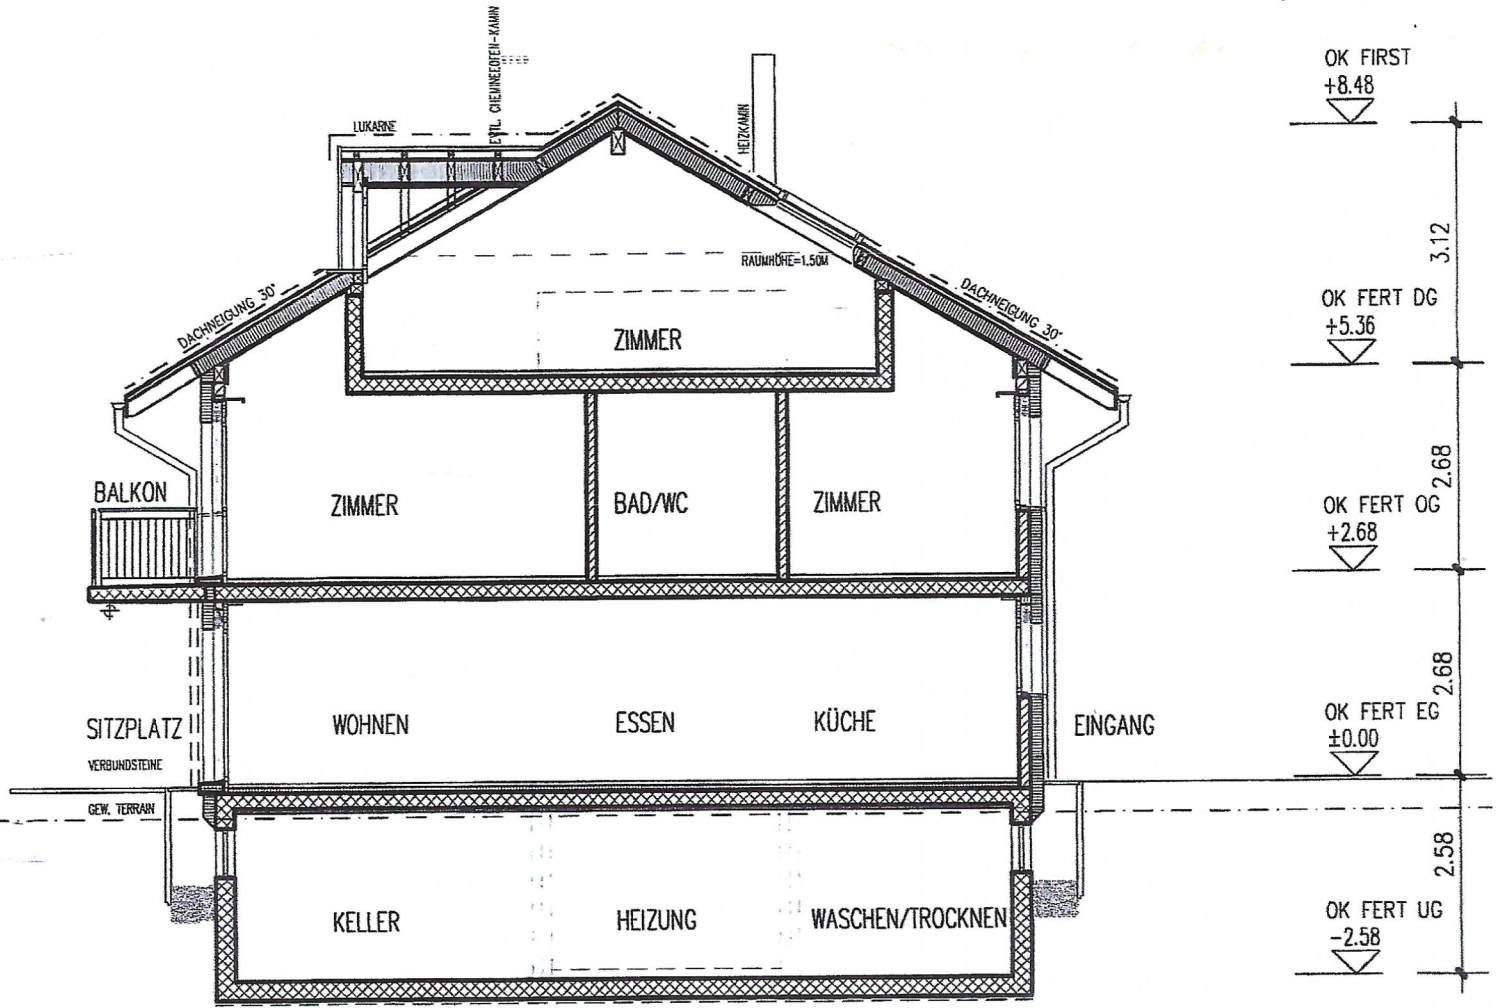 OK FIRST
+8.48
EVTL. CHEMINEEOFEN-KAMIN
HEIZKAMIN
LUKARNE
3.12
RAUMHÖHE=1.50M
DACHNEIGUNG 30°
DACHNEIGUNG 30°
OK FERT DG
+5.36
ZIMMER
2.68
BALKON
ZIMMER
BAD/WC
ZIMMER
OK FERT OG
+2.68
2.68
SITZPLATZ
WOHNEN
ESSEN
KÜCHE
EINGANG
OK FERT EG
±0.00
VERBUNDSTEINE
GEW. TERRAIN
2.58
KELLER
HEIZUNG
WASCHEN/TROCKNEN
OK FERT UG
-2.58